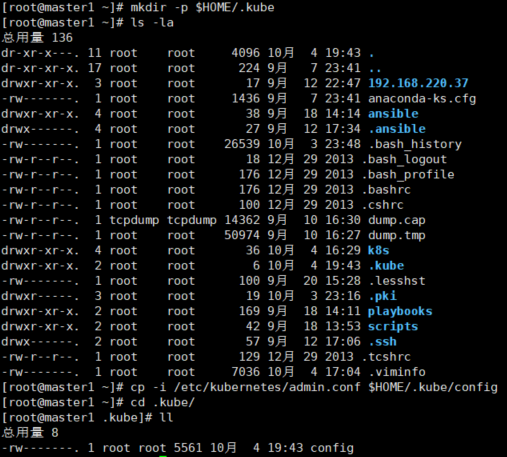 [root@master1 ~]# mkdir -p $HOME/.kube
[root@master1 ~]# ls -la
总用量 136
dr-xr-x---. 11 root    root     4096 10月  4 19:43 .
dr-xr-xr-x. 17 root    root      224 9月   7 23:41 ..
drwxr-xr-x.  3 root    root       17 9月  12 22:47 192.168.220.37
-rw-------.  1 root    root     1436 9月   7 23:41 anaconda-ks.cfg
drwxr-xr-x.  4 root    root       38 9月  18 14:14 ansible
drwx------.  4 root    root       27 9月  12 17:34 .ansible
-rw-------.  1 root    root    26539 10月  3 23:48 .bash_history
-rw-r--r--.  1 root    root       18 12月 29 2013 .bash_logout
-rw-r--r--.  1 root    root      176 12月 29 2013 .bash_profile
-rw-r--r--.  1 root    root      176 12月 29 2013 .bashrc
-rw-r--r--.  1 root    root      100 12月 29 2013 .cshrc
-rw-r--r--.  1 tcpdump tcpdump 14362 9月  10 16:30 dump.cap
-rw-r--r--.  1 root    root    50974 9月  10 16:27 dump.tmp
drwxr-xr-x.  4 root    root       36 10月  4 16:29 k8s
drwxr-xr-x.  2 root    root        6 10月  4 19:43 .kube
-rw-------.  1 root    root      100 9月  20 15:28 .lesshst
drwxr-----.  3 root    root       19 10月  3 23:16 .pki
drwxr-xr-x.  2 root    root      169 9月  18 14:11 playbooks
drwxr-xr-x.  2 root    root       42 9月  18 13:53 scripts
drwx------.  2 root    root       57 9月  12 17:06 .ssh
-rw-r--r--.  1 root    root      129 12月 29 2013 .tcshrc
-rw-------.  1 root    root     7036 10月  4 17:04 .viminfo
[root@master1 ~]# cp -i /etc/kubernetes/admin.conf $HOME/.kube/config
[root@master1 ~]# cd .kube/
[root@master1 .kube]# ll
总用量 8
-rw-------. 1 root root 5561 10月  4 19:43 config